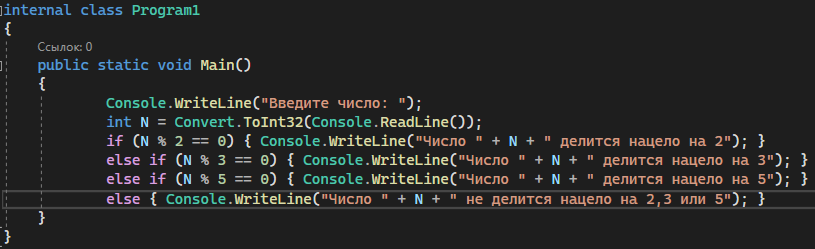 internal class Program1
{
Ссылок: 0
public static void Main()
{
Console.WriteLine("Введите число: ");
int N = Convert.ToInt32(Console.ReadLine());
if (N % 2 == 0) { Console.WriteLine("Число " + N + " делится нацело на 2"); }
else if (N % 3 == 0) { Console.WriteLine("Число " + N + " делится нацело на 3"); }
else if (N % 5 == 0) { Console.WriteLine("Число " + N + " делится нацело на 5"); }
else { Console.WriteLine("Число " + N + " не делится нацело на 2,3 или 5"); }
}
}